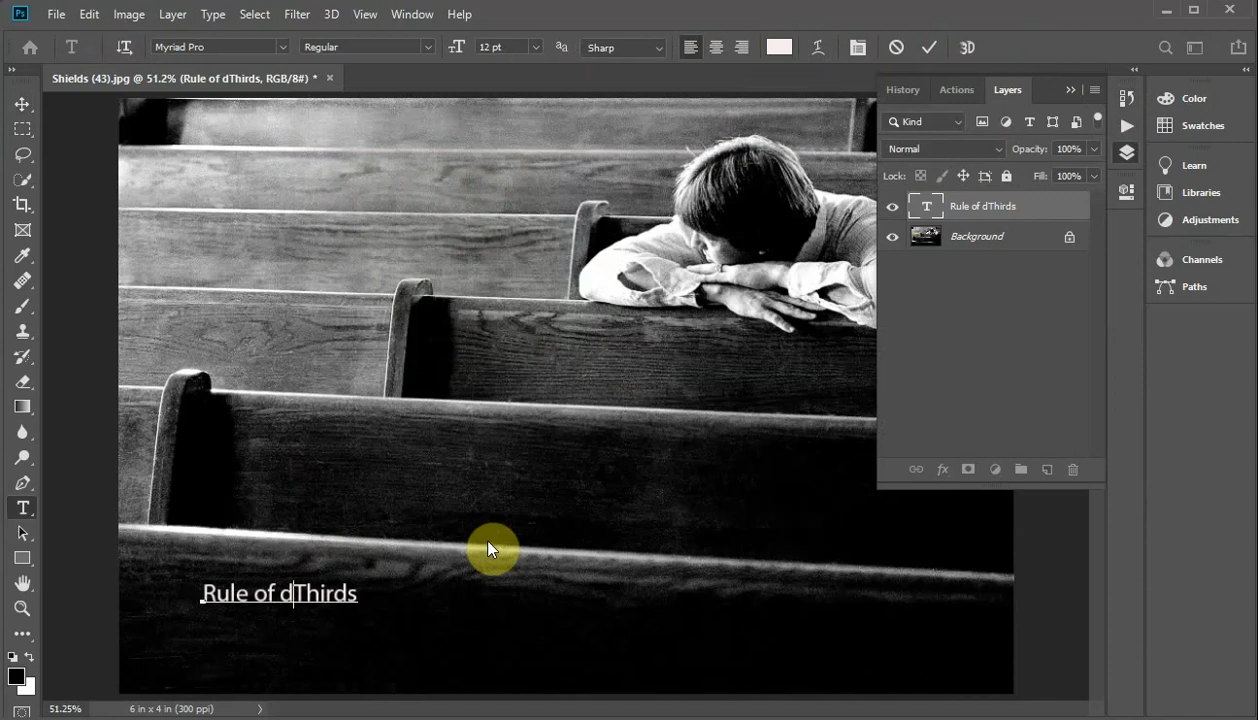 Ps File Edit Image Layer Type Select Filter 3D View Window Help
T Myriad Pro Regular 12 pt Sharp 3D
Shields (43).jpg @ 51.2% (Rule of dThirds, RGB/8#) * ×
History Actions Layers
Kind
Normal Opacity: 100%
Lock: Fill: 100%
T Rule of dThirds
Background
Color
Swatches
Learn
Libraries
Adjustments
Channels
Paths
Rule of dThirds
51.25% 6 in x 4 in (300 ppi)